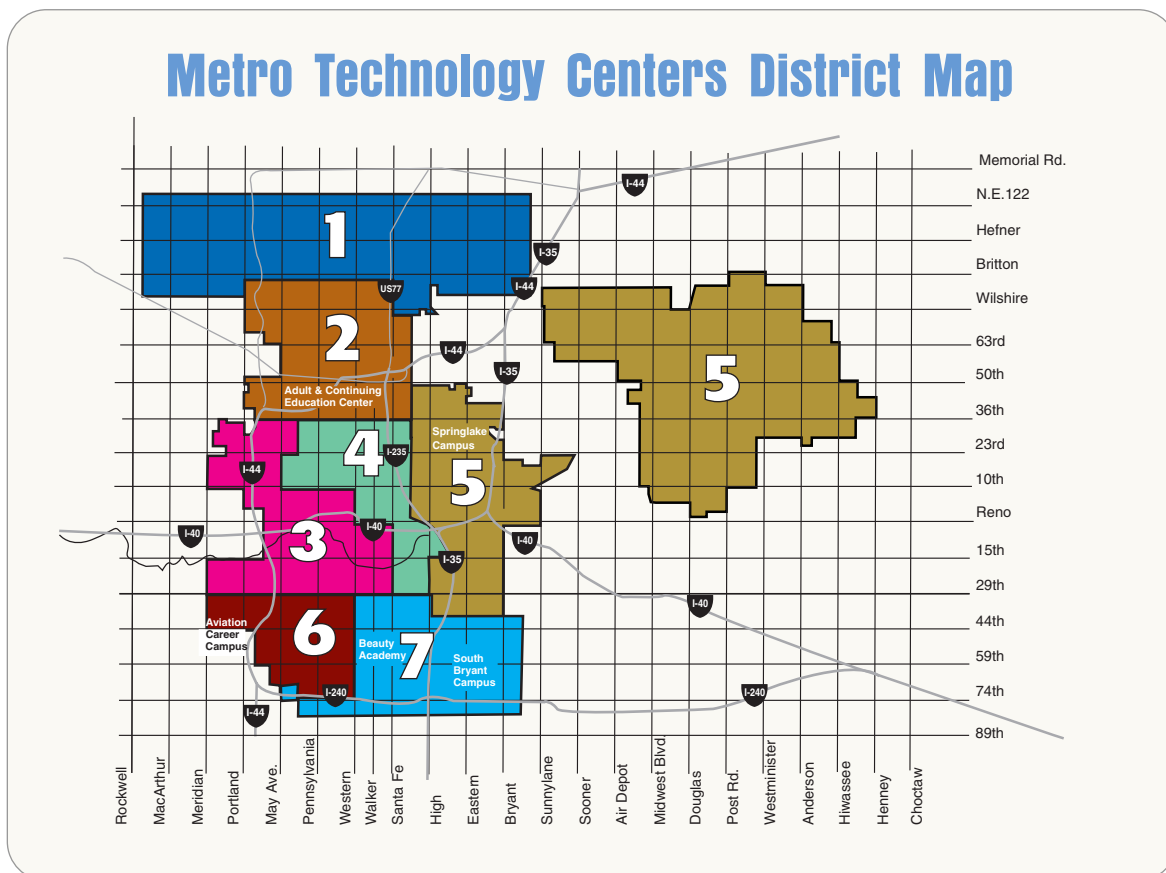 Metro Technology Centers District Map
Memorial Rd.
I-44
N.E.122
1
Hefner
I-35
Britton
US77
I-44
Wilshire
2
63rd
I-44
I-35
50th
5
Adult & Continuing
Education Center
36th
Springlake
Campus
4
23rd
I-235
I-44
10th
5
Reno
I-40
I-40
3
I-40
15th
I-35
29th
I-40
Aviation
Career
Campus
6
44th
Beauty
Academy
7
South
Bryant
Campus
59th
I-240
I-240
74th
I-44
89th
Rockwell
MacArthur
Meridian
Portland
May Ave.
Pennsylvania
Western
Walker
Santa Fe
High
Eastern
Bryant
Sunnylane
Sooner
Air Depot
Midwest Blvd.
Douglas
Post Rd.
Westminister
Anderson
Hiwassee
Henney
Choctaw